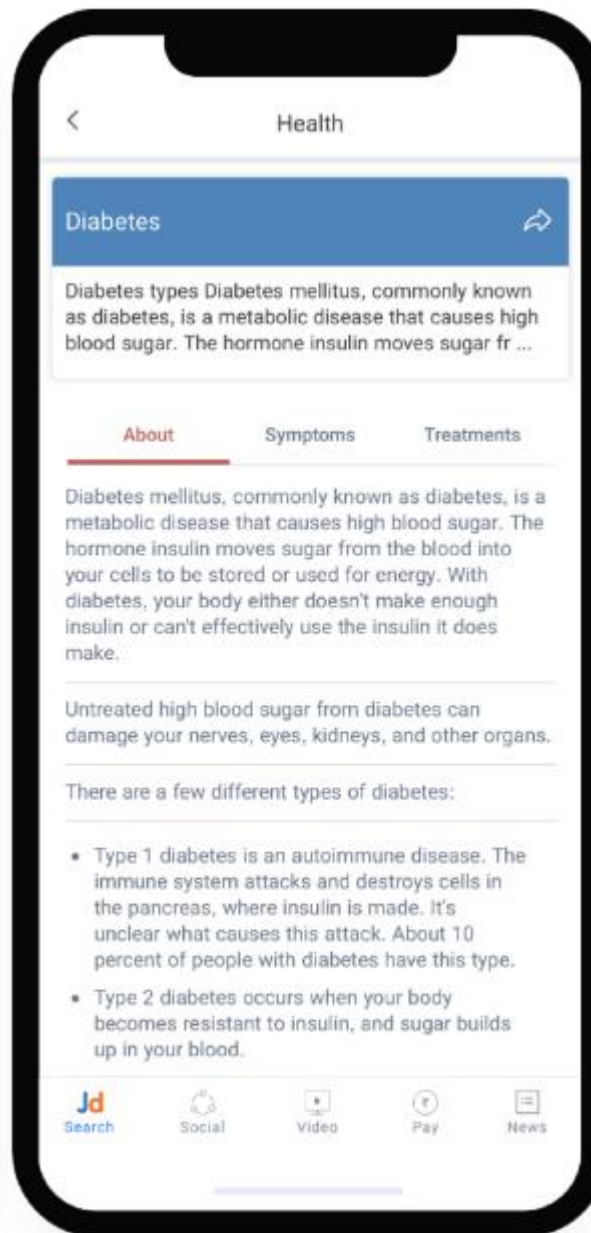 Health
Diabetes
Diabetes types Diabetes mellitus, commonly known
as diabetes, is a metabolic disease that causes high
blood sugar. The hormone insulin moves sugar fr ...
About Symptoms Treatments
Diabetes mellitus, commonly known as diabetes, is a
metabolic disease that causes high blood sugar. The
hormone insulin moves sugar from the blood into
your cells to be stored or used for energy. With
diabetes, your body either doesn't make enough
insulin or can't effectively use the insulin it does
make.
Untreated high blood sugar from diabetes can
damage your nerves, eyes, kidneys, and other organs.
There are a few different types of diabetes:
• Type 1 diabetes is an autoimmune disease. The
immune system attacks and destroys cells in
the pancreas, where insulin is made. It's
unclear what causes this attack. About 10
percent of people with diabetes have this type.
• Type 2 diabetes occurs when your body
becomes resistant to insulin, and sugar builds
up in your blood.
Jd ₹
Search Social Video Pay News